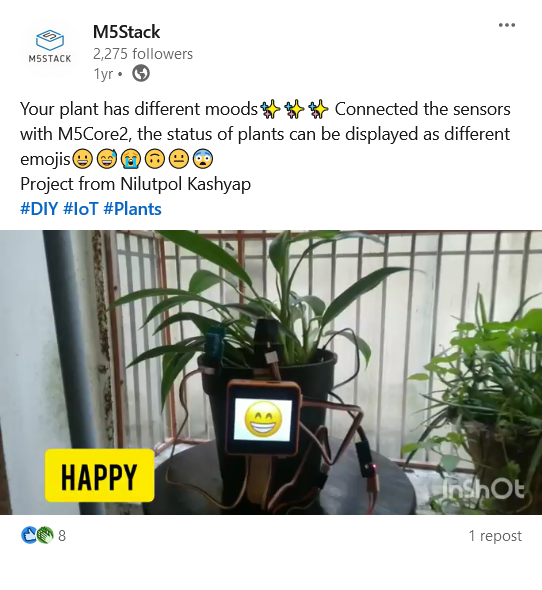 M5Stack
2,275 followers
1yr •
M5STACK
Your plant has different moods✨✨✨ Connected the sensors
with M5Core2, the status of plants can be displayed as different
emojis😀😅😭🙃😐😨
Project from Nilutpol Kashyap
#DIY #IoT #Plants
HAPPY
InShOt
8
1 repost